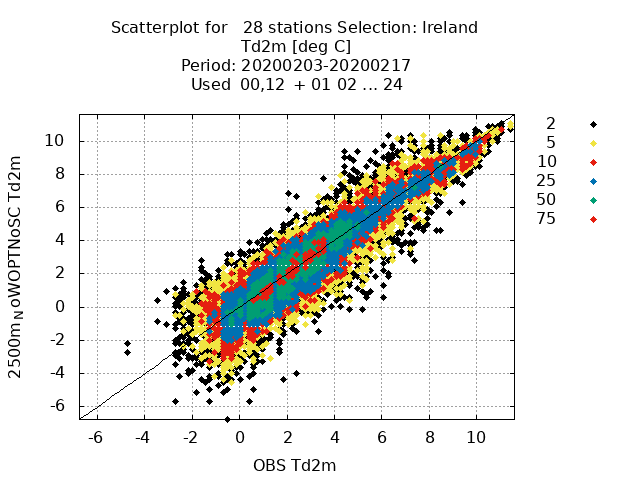 Scatterplot for 28 stations Selection: Ireland
Td2m [deg C]
Period: 20200203-20200217
Used 00,12 + 01 02 ... 24
2
5
10
25
50
75
10
8
6
4
2
0
-2
-4
-6
2500m_NoWOPTNoSC Td2m
-6 -4 -2 0 2 4 6 8 10
OBS Td2m